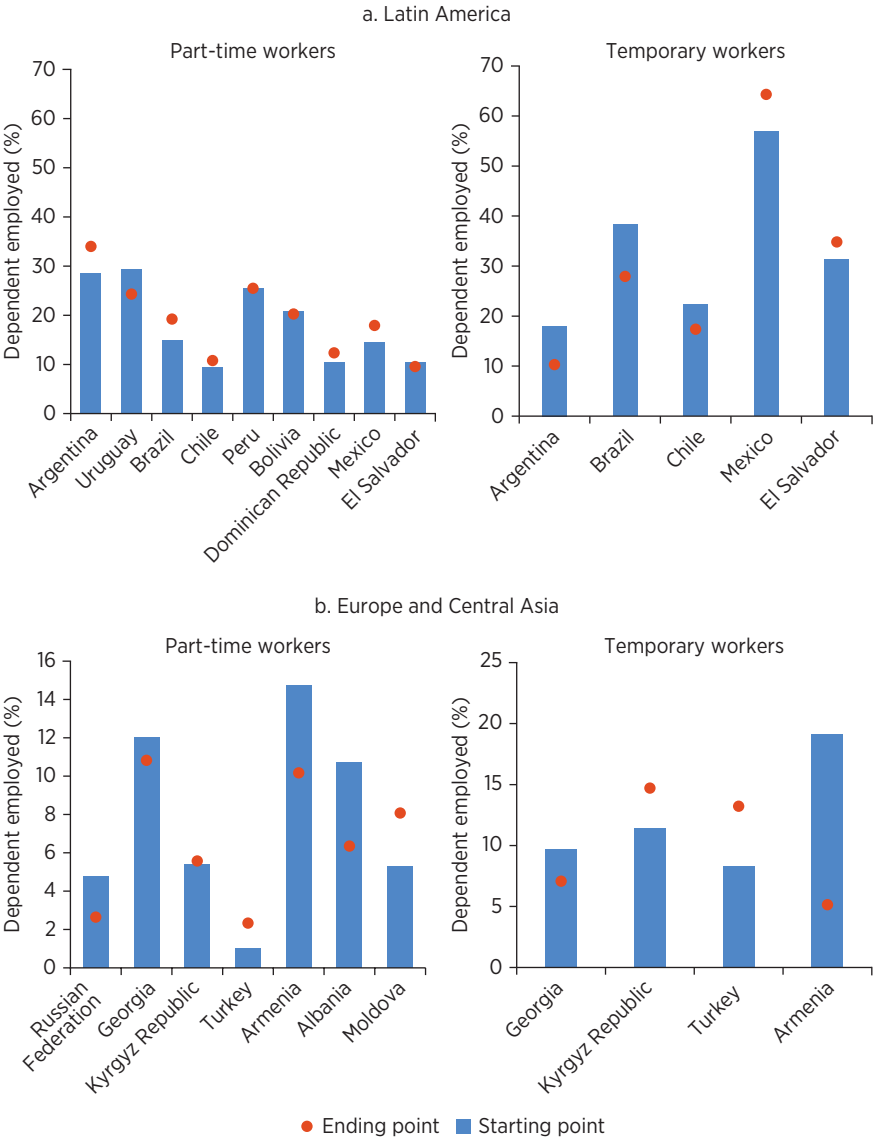 a. Latin America
Part-time workers
Dependent employed (%)
70
60
50
40
30
20
10
0
Argentina
Uruguay
Brazil
Chile
Peru
Bolivia
Dominican Republic
Mexico
El Salvador
Temporary workers
Dependent employed (%)
70
60
50
40
30
20
10
0
Argentina
Brazil
Chile
Mexico
El Salvador
b. Europe and Central Asia
Part-time workers
Dependent employed (%)
16
14
12
10
8
6
4
2
0
Russian
Federation
Georgia
Kyrgyz Republic
Turkey
Armenia
Albania
Moldova
Temporary workers
Dependent employed (%)
25
20
15
10
5
0
Georgia
Kyrgyz Republic
Turkey
Armenia
Ending point
Starting point